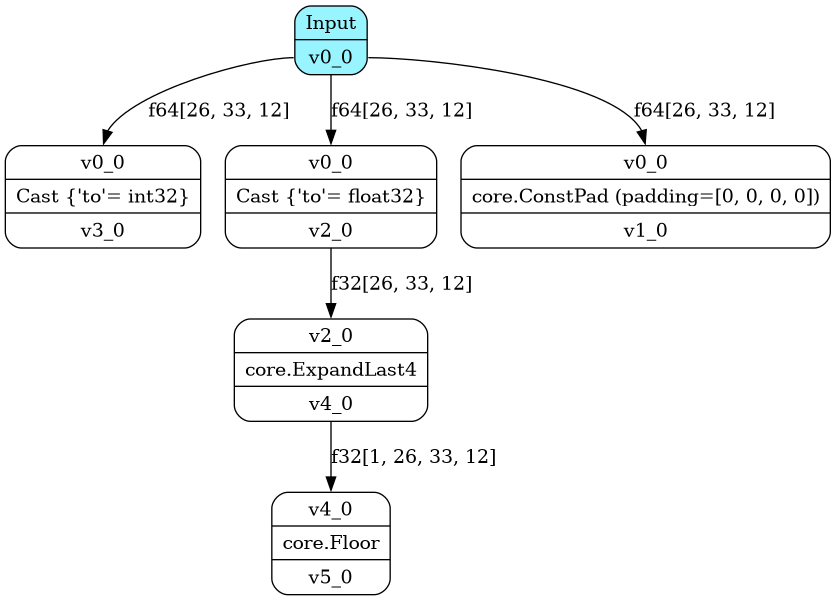 Input
v0_0
f64[26, 33, 12]
f64[26, 33, 12]
f64[26, 33, 12]
v0_0
Cast {'to'= int32}
v3_0
v0_0
Cast {'to'= float32}
v2_0
v0_0
core.ConstPad (padding=[0, 0, 0, 0])
v1_0
f32[26, 33, 12]
v2_0
core.ExpandLast4
v4_0
f32[1, 26, 33, 12]
v4_0
core.Floor
v5_0